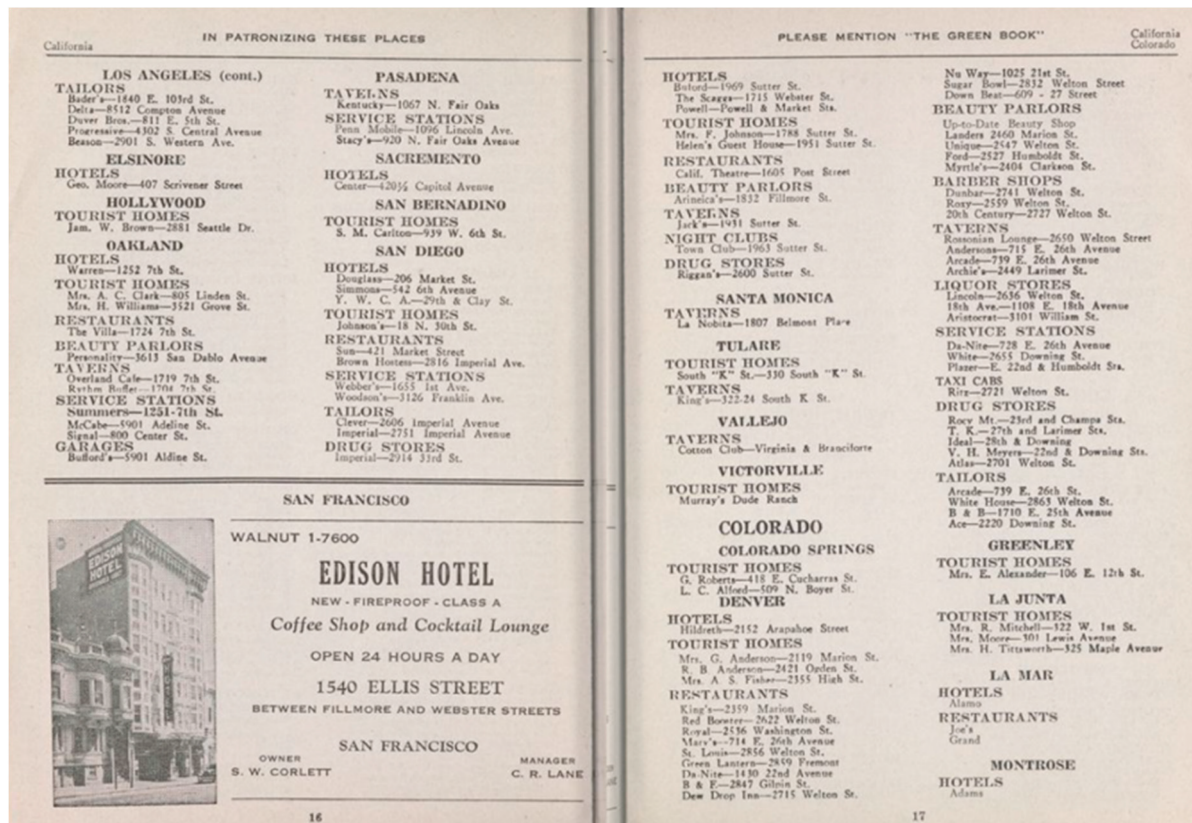 California
IN PATRONIZING THESE PLACES
LOS ANGELES (cont.)
TAILORS
Bader's—1840 E. 103rd St.
Delta—8512 Compton Avenue
Duver Bros.—811 E. 5th St.
Progressive—4302 S. Central Avenue
Beason—2901 S. Western Ave.
ELSINORE
HOTELS
Geo. Moore—407 Scrivener Street
HOLLYWOOD
TOURIST HOMES
Jam. W. Brown—2881 Seattle Dr.
OAKLAND
HOTELS
Warren—1252 7th St.
TOURIST HOMES
Mrs. A. C. Clark—805 Linden St.
Mrs. H. Williams—3521 Grove St.
RESTAURANTS
The Villa—1724 7th St.
BEAUTY PARLORS
Personality—3613 San Dablo Avenue
TAVERNS
Overland Cafe—1719 7th St.
Rythm Buffet—1704 7th St.
SERVICE STATIONS
Summers—1251-7th St.
McCabe—5901 Adeline St.
Signal—800 Center St.
GARAGES
Bufford's—5901 Aldine St.
PASADENA
TAVERNS
Kentucky—1067 N. Fair Oaks
SERVICE STATIONS
Penn Mobile—1096 Lincoln Ave.
Stacy's—920 N. Fair Oaks Avenue
SACREMENTO
HOTELS
Center—420½ Capitol Avenue
SAN BERNADINO
TOURIST HOMES
S. M. Carlton—939 W. 6th St.
SAN DIEGO
HOTELS
Douglass—206 Market St.
Simmons—542 6th Avenue
Y. W. C. A.—29th & Clay St.
TOURIST HOMES
Johnson's—18 N. 30th St.
RESTAURANTS
Sun—421 Market Street
Brown Hostess—2816 Imperial Ave.
SERVICE STATIONS
Webber's—1655 1st Ave.
Woodson's—3126 Franklin Ave.
TAILORS
Clever—2606 Imperial Avenue
Imperial—2751 Imperial Avenue
DRUG STORES
Imperial—2914 33rd St.
SAN FRANCISCO
EDISON
HOTEL
WALNUT 1-7600
EDISON HOTEL
NEW - FIREPROOF - CLASS A
Coffee Shop and Cocktail Lounge
OPEN 24 HOURS A DAY
1540 ELLIS STREET
BETWEEN FILLMORE AND WEBSTER STREETS
SAN FRANCISCO
OWNER
S. W. CORLETT
MANAGER
C. R. LANE
16
PLEASE MENTION "THE GREEN BOOK"
California
Colorado
HOTELS
Buford—1969 Sutter St.
The Scaggs—1715 Webster St.
Powell—Powell & Market Sts.
TOURIST HOMES
Mrs. F. Johnson—1788 Sutter St.
Helen's Guest House—1951 Sutter St.
RESTAURANTS
Calif. Theatre—1605 Post Street
BEAUTY PARLORS
Arineica's—1832 Fillmore St.
TAVERNS
Jack's—1931 Sutter St.
NIGHT CLUBS
Town Club—1963 Sutter St.
DRUG STORES
Riggan's—2600 Sutter St.
SANTA MONICA
TAVERNS
La Nobita—1807 Belmont Place
TULARE
TOURIST HOMES
South "K" St.—330 South "K" St.
TAVERNS
King's—322-24 South K St.
VALLEJO
TAVERNS
Cotton Club—Virginia & Branciforte
VICTORVILLE
TOURIST HOMES
Murray's Dude Ranch
COLORADO
COLORADO SPRINGS
TOURIST HOMES
G. Roberts—418 E. Cucharras St.
L. C. Alford—509 N. Boyer St.
DENVER
HOTELS
Hildreth—2152 Arapahoe Street
TOURIST HOMES
Mrs. G. Anderson—2119 Marion St.
R. B. Anderson—2421 Ogden St.
Mrs. A. S. Fisher—2355 High St.
RESTAURANTS
King's—2359 Marion St.
Red Booster—2622 Welton St.
Royal—2536 Washington St.
Mary's—714 E. 26th Avenue
St. Louis—2856 Welton St.
Green Lantern—2859 Fremont
Da-Nite—1430 22nd Avenue
B & E—2847 Gilpin St.
Dew Drop Inn—2715 Welton St.
Nu Way—1025 21st St.
Sugar Bowl—2832 Welton Street
Down Beat—609 - 27 Street
BEAUTY PARLORS
Up-to-Date Beauty Shop
Landers 2460 Marion St.
Unique—2547 Welton St.
Ford—2527 Humboldt St.
Myrtle's—2404 Clarkson St.
BARBER SHOPS
Dunbar—2741 Welton St.
Roxy—2559 Welton St.
20th Century—2727 Welton St.
TAVERNS
Rossonian Lounge—2650 Welton Street
Andersons—715 E. 26th Avenue
Arcade—739 E. 26th Avenue
Archie's—2449 Larimer St.
LIQUOR STORES
Lincoln—2636 Welton St.
18th Ave.—1108 E. 18th Avenue
Aristocrat—3101 William St.
SERVICE STATIONS
Da-Nite—728 E. 26th Avenue
White—2655 Downing St.
Plazer—E. 22nd & Humboldt Sts.
TAXI CABS
Ritz—2721 Welton St.
DRUG STORES
Rocy Mt.—23rd and Champa Sts.
T. K.—27th and Larimer Sts.
Ideal—28th & Downing
V. H. Meyers—22nd & Downing Sts.
Atlas—2701 Welton St.
TAILORS
Arcade—739 E. 26th St.
White House—2863 Welton St.
B & B—1710 E. 25th Avenue
Ace—2220 Downing St.
GREENLEY
TOURIST HOMES
Mrs. E. Alexander—106 E. 12th St.
LA JUNTA
TOURIST HOMES
Mrs. R. Mitchell—322 W. 1st St.
Mrs. Moore—301 Lewis Avenue
Mrs. H. Tittsworth—325 Maple Avenue
LA MAR
HOTELS
Alamo
RESTAURANTS
Joe's
Grand
MONTROSE
HOTELS
Adams
17